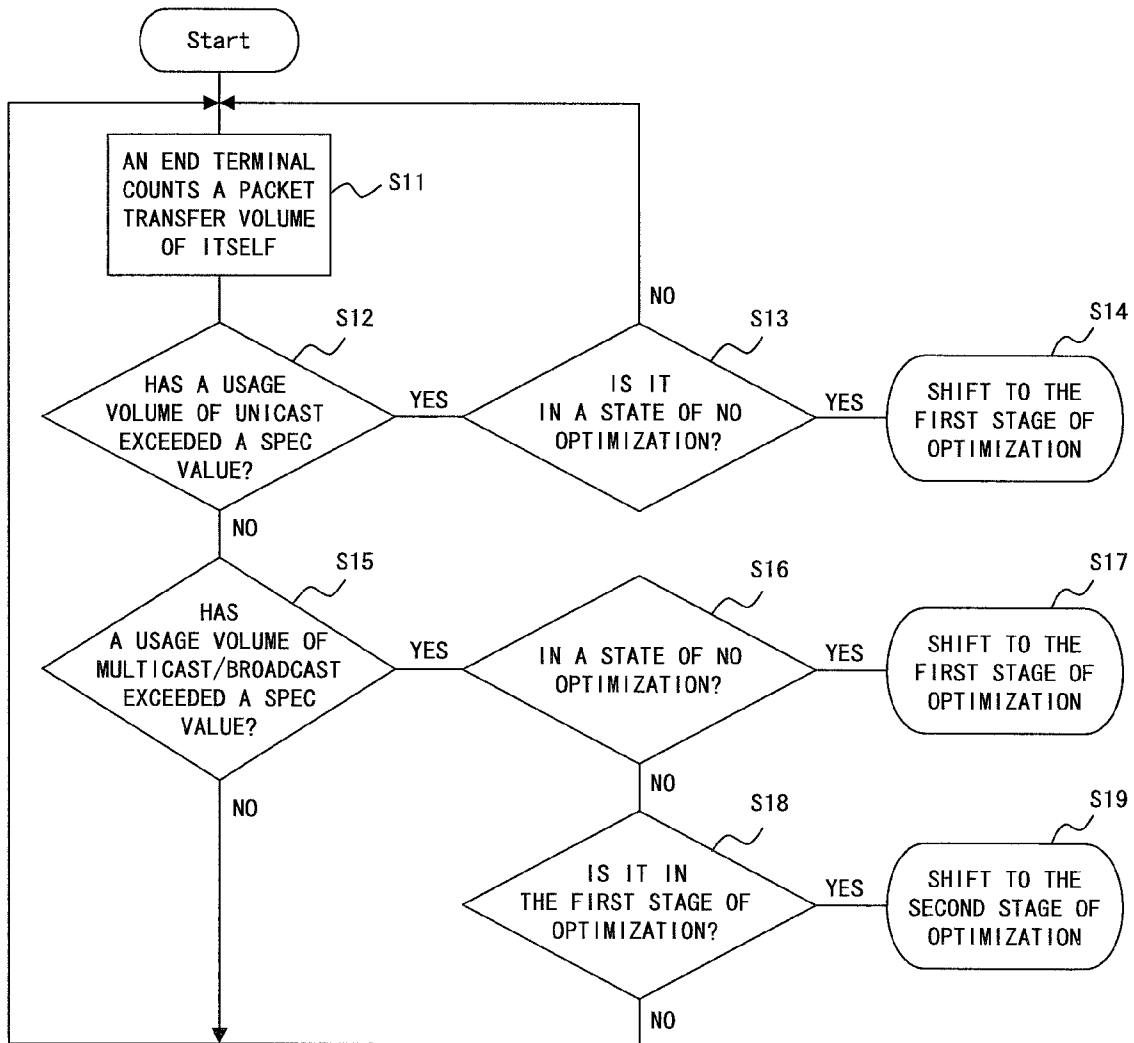 Start
AN END TERMINAL
COUNTS A PACKET
TRANSFER VOLUME
OF ITSELF
S11
NO
S12
HAS A USAGE
VOLUME OF UNICAST
EXCEEDED A SPEC
VALUE?
YES
S13
IS IT
IN A STATE OF NO
OPTIMIZATION?
YES
S14
SHIFT TO THE
FIRST STAGE OF
OPTIMIZATION
NO
S15
HAS
A USAGE VOLUME OF
MULTICAST/BROADCAST
EXCEEDED A SPEC
VALUE?
YES
S16
IN A STATE OF NO
OPTIMIZATION?
YES
S17
SHIFT TO THE
FIRST STAGE OF
OPTIMIZATION
NO
NO
S18
IS IT IN
THE FIRST STAGE OF
OPTIMIZATION?
YES
S19
SHIFT TO THE
SECOND STAGE OF
OPTIMIZATION
NO